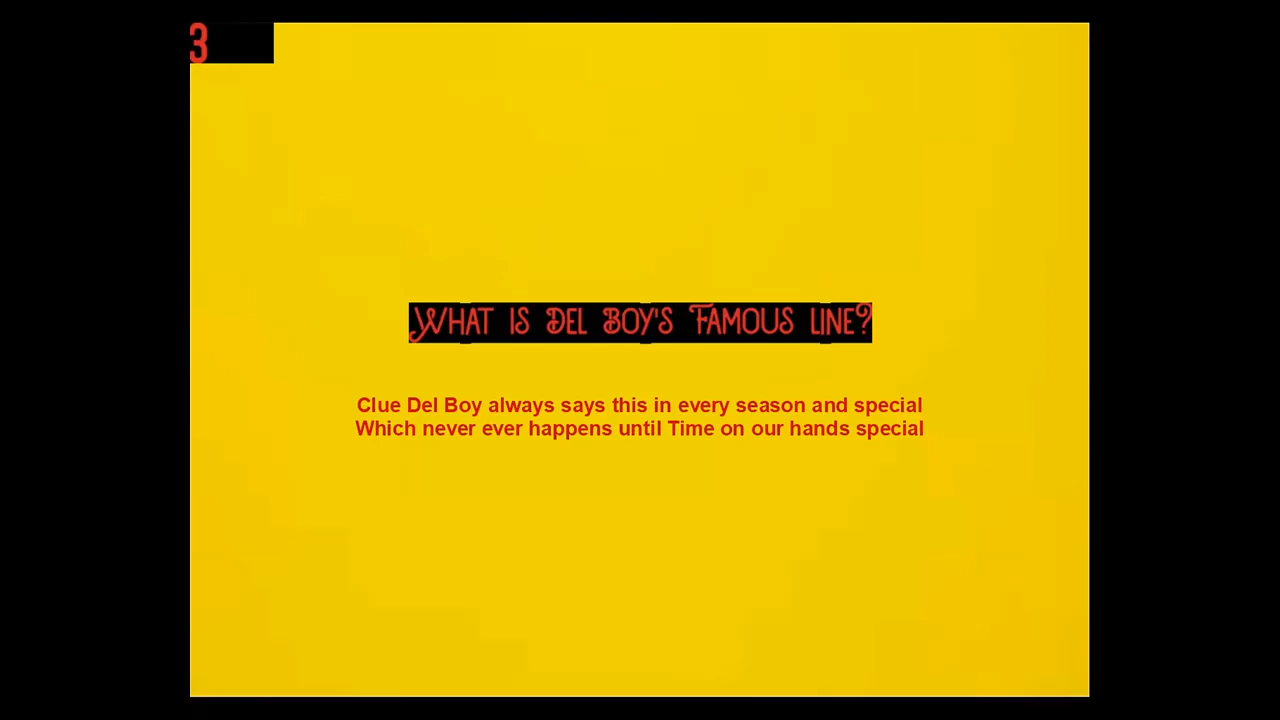 3
What is Del Boy's Famous line?
Clue Del Boy always says this in every season and special
Which never ever happens until Time on our hands special